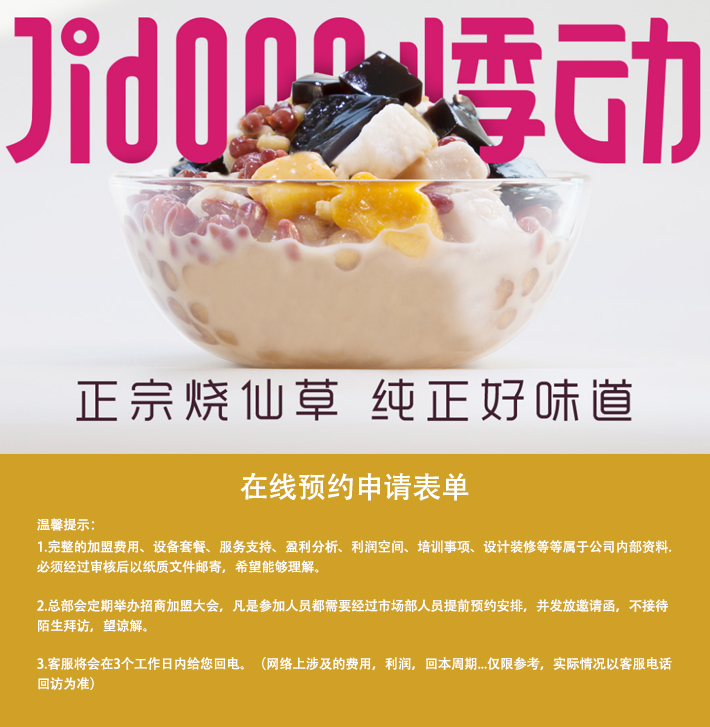 Jidong悸动
正宗烧仙草 纯正好味道
在线预约申请表单
温馨提示：
1.完整的加盟费用、设备套餐、服务支持、盈利分析、利润空间、培训事项、设计装修等等属于公司内部资料.
必须经过审核后以纸质文件邮寄，希望能够理解。
2.总部会定期举办招商加盟大会，凡是参加人员都需要经过市场部人员提前预约安排，并发放邀请函，不接待
陌生拜访，望谅解。
3.客服将会在3个工作日内给您回电。（网络上涉及的费用，利润，回本周期...仅限参考，实际情况以客服电话
回访为准）